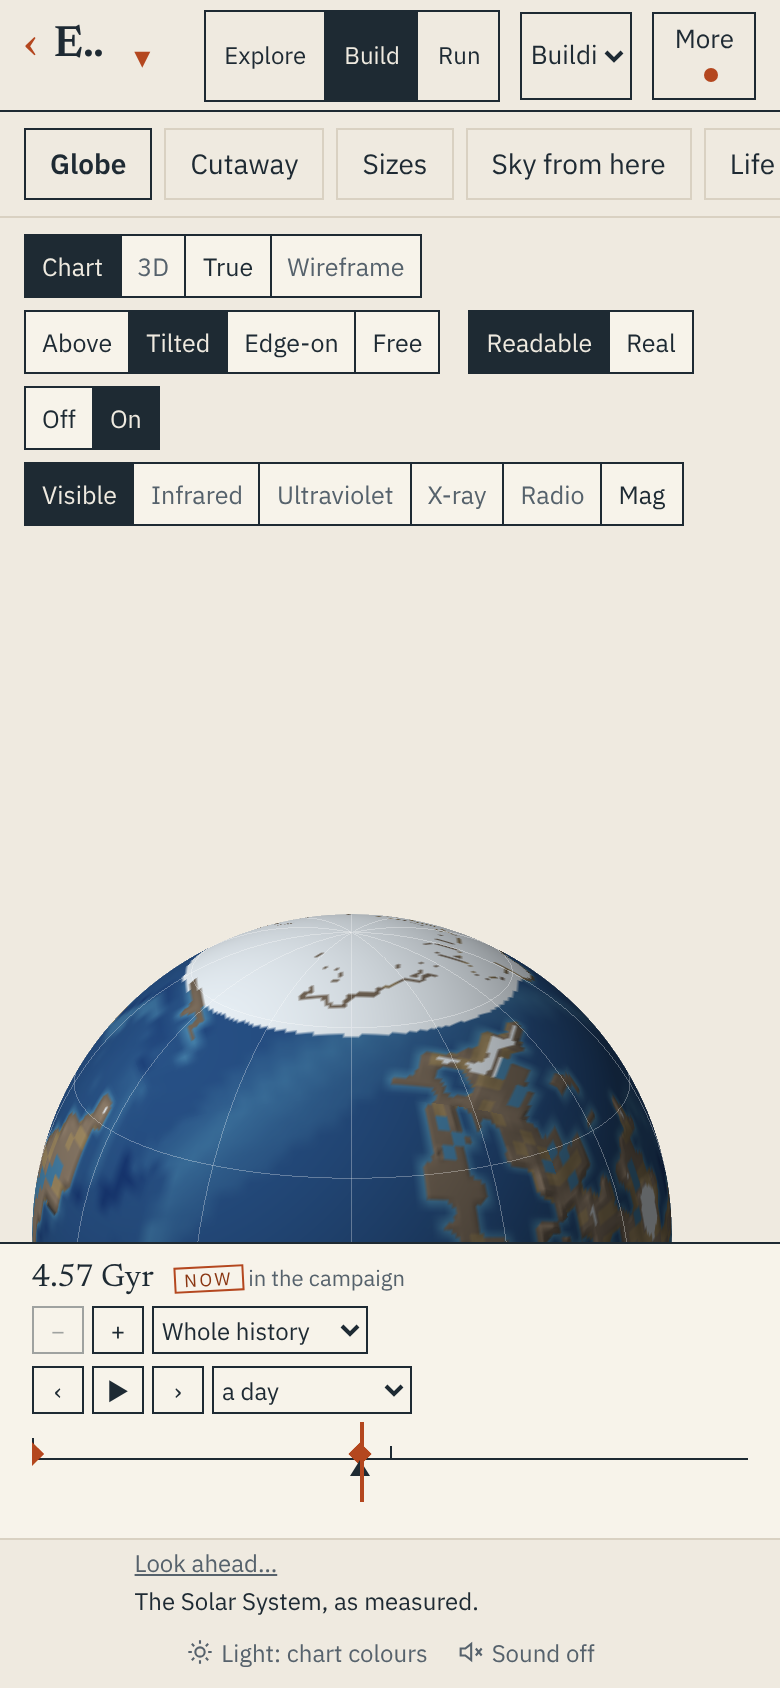 ‹ E.. ▼ Explore Build Run Buildi More
Globe Cutaway Sizes Sky from here Life
Chart 3D True Wireframe
Above Tilted Edge-on Free Readable Real
Off On
Visible Infrared Ultraviolet X-ray Radio Mag
4.57 Gyr NOW in the campaign
− + Whole history
‹ ▶ › a day
Look ahead...
The Solar System, as measured.
Light: chart colours Sound off